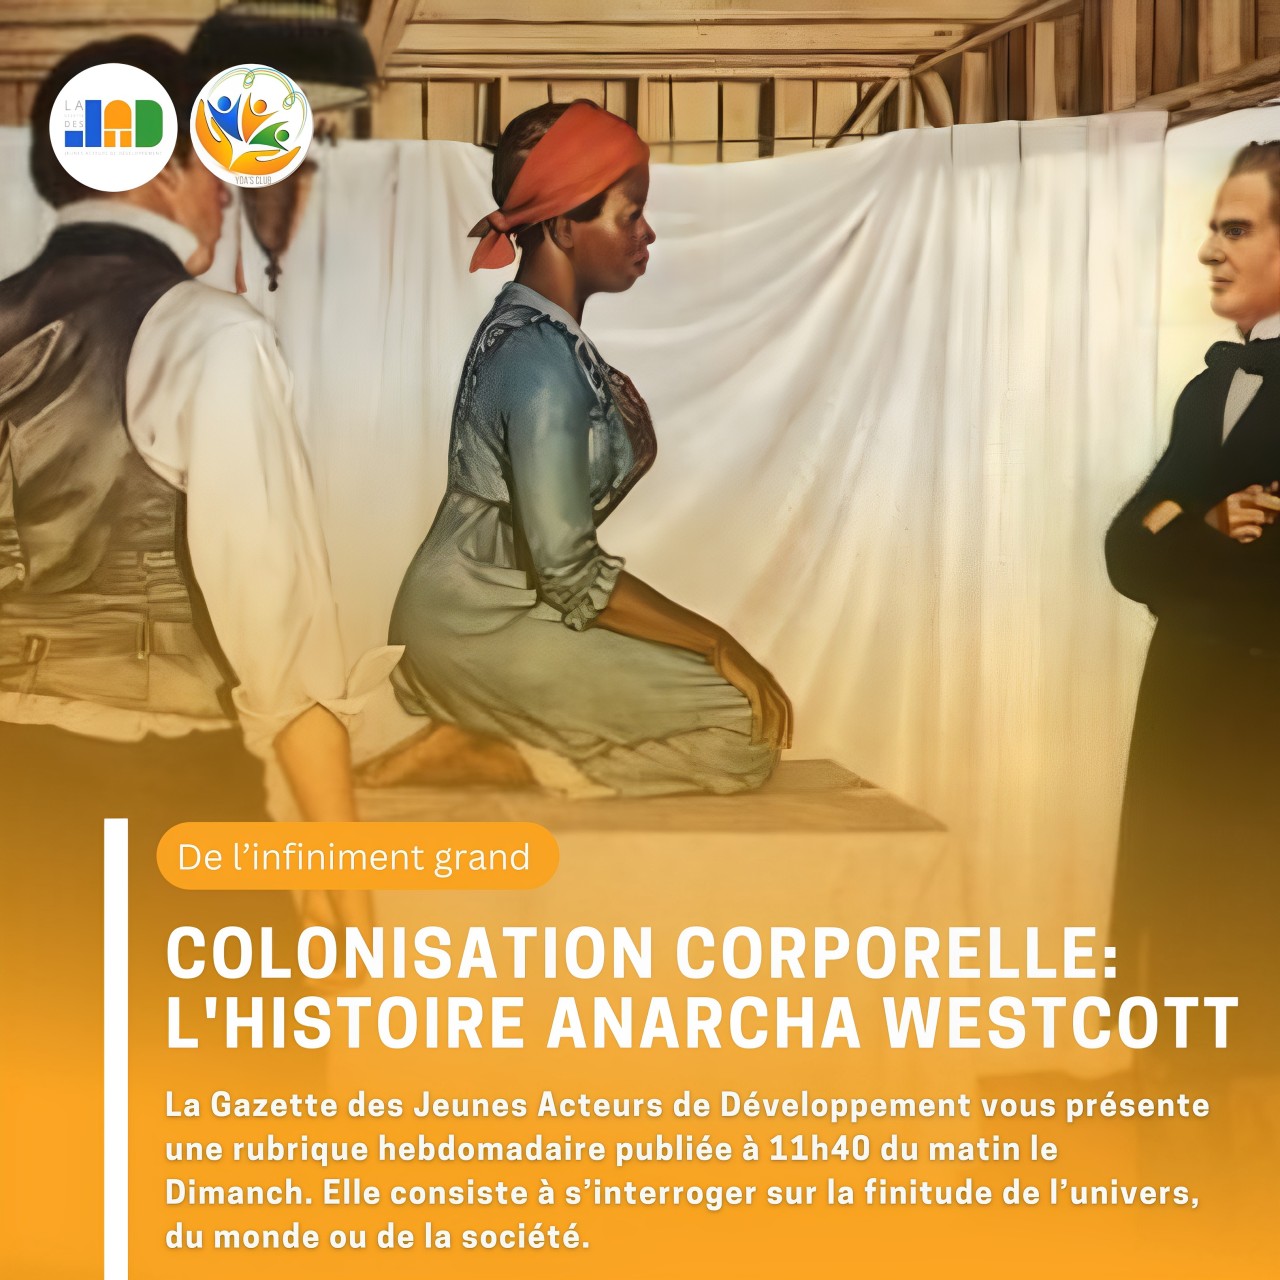 LA
DES
JAD
YDA'S CLUB
De l’infiniment grand
COLONISATION CORPORELLE:
L'HISTOIRE ANARCHA WESTCOTT
La Gazette des Jeunes Acteurs de Développement vous présente
une rubrique hebdomadaire publiée à 11h40 du matin le
Dimanch. Elle consiste à s’interroger sur la finitude de l’univers,
du monde ou de la société.